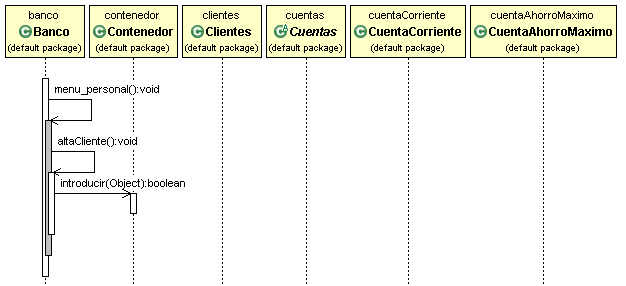 banco
Banco
(default package)
contenedor
Contenedor
(default package)
clientes
Clientes
(default package)
cuentas
Cuentas
(default package)
cuentaCorriente
CuentaCorriente
(default package)
cuentaAhorroMaximo
CuentaAhorroMaximo
(default package)
menu_personal():void
altaCliente():void
introducir(Object):boolean